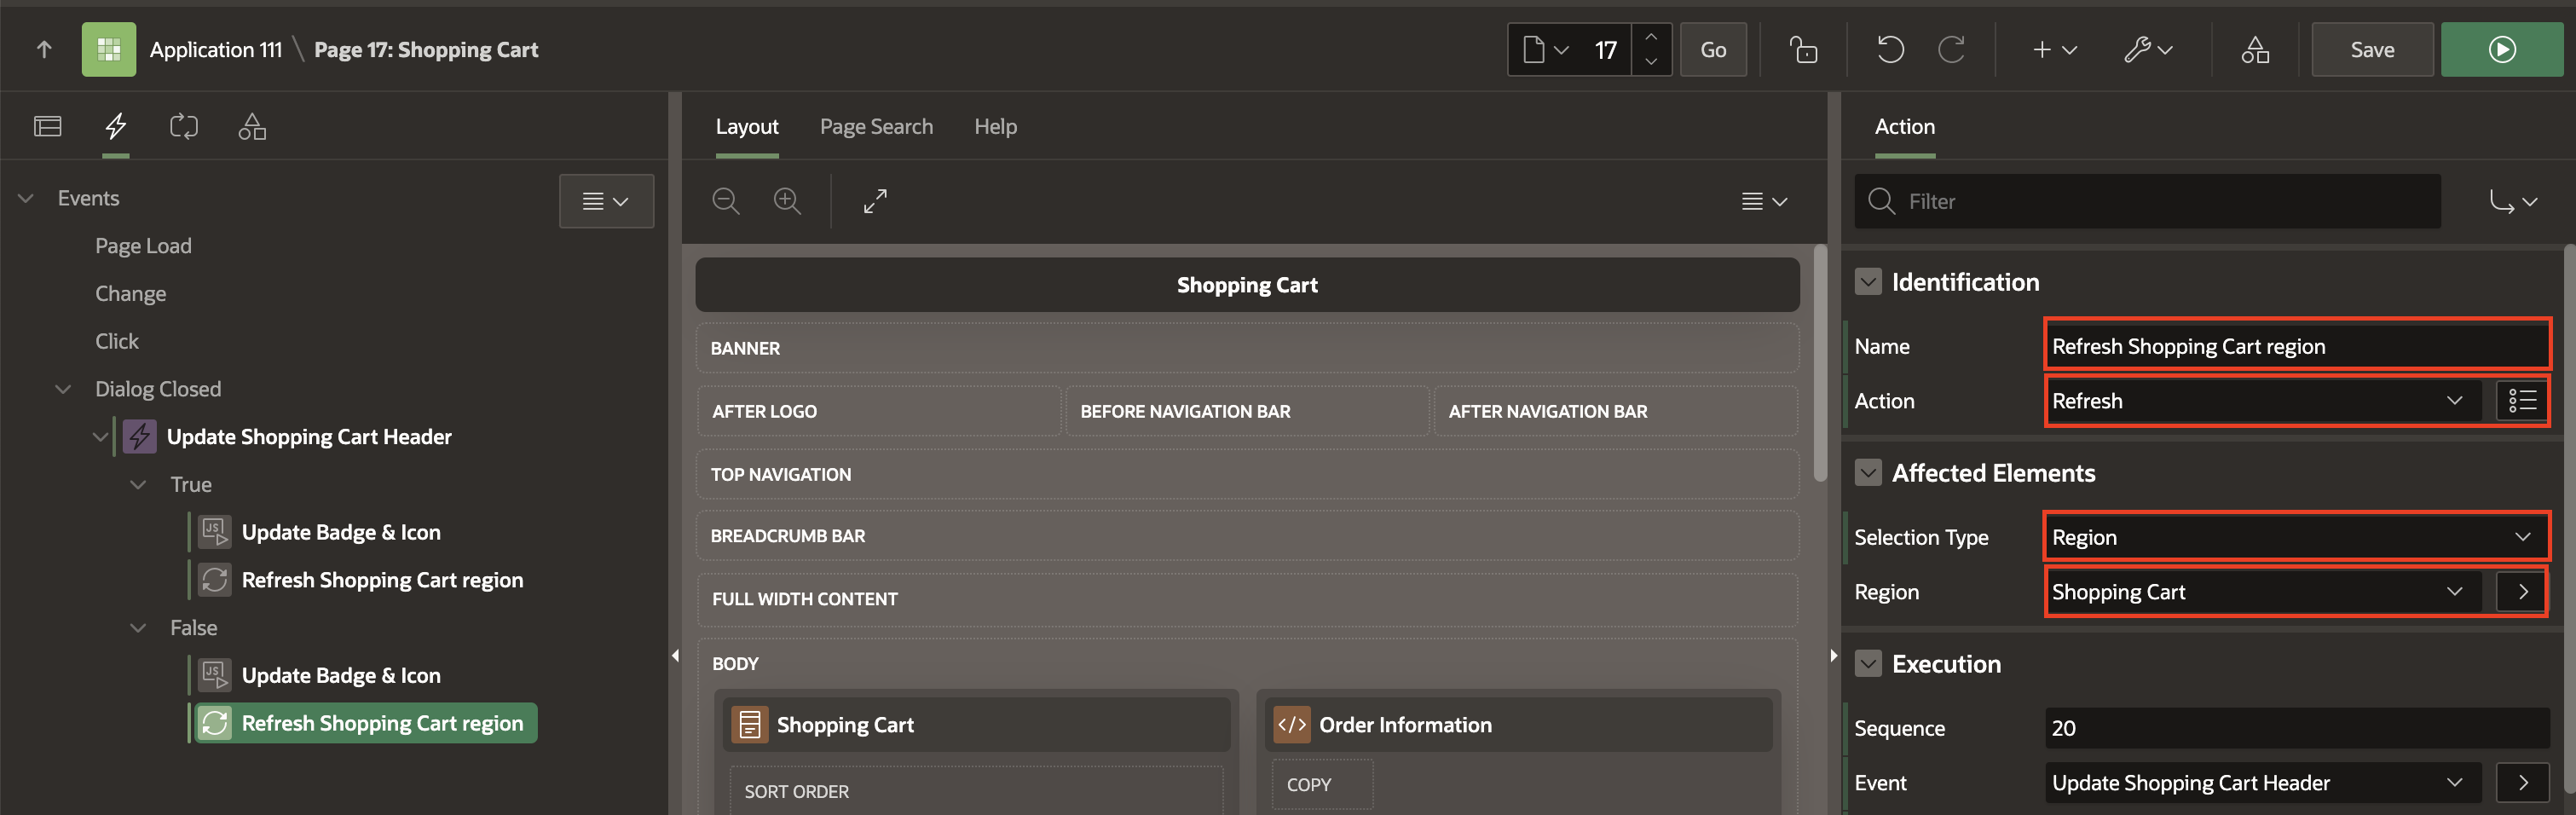 Application 111 \ Page 17: Shopping Cart
17
Go
Save
Events
Page Load
Change
Click
Dialog Closed
Update Shopping Cart Header
True
JS
Update Badge & Icon
Refresh Shopping Cart region
False
JS
Update Badge & Icon
Refresh Shopping Cart region
Layout Page Search Help
Shopping Cart
BANNER
AFTER LOGO BEFORE NAVIGATION BAR AFTER NAVIGATION BAR
TOP NAVIGATION
BREADCRUMB BAR
FULL WIDTH CONTENT
BODY
Shopping Cart
SORT ORDER
</> Order Information
COPY
Action
Filter
Identification
Name Refresh Shopping Cart region
Action Refresh
Affected Elements
Selection Type Region
Region Shopping Cart
Execution
Sequence 20
Event Update Shopping Cart Header